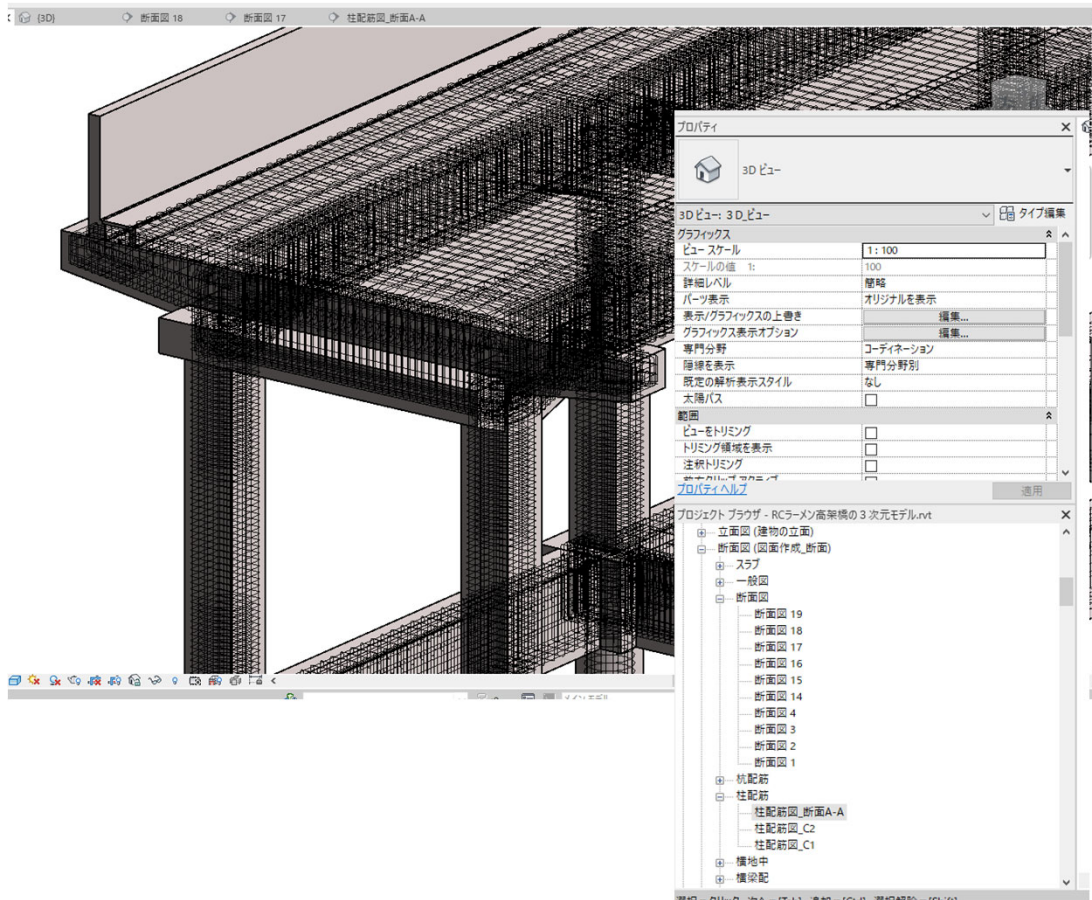 {3D}
断面図 18
断面図 17
柱配筋図_断面A-A
プロパティ
3D ビュー
3D ビュー: 3 D_ビュー
タイプ編集
グラフィックス
ビュー スケール
1 : 100
スケールの値 1:
100
詳細レベル
簡略
パーツ表示
オリジナルを表示
表示/グラフィックスの上書き
編集...
グラフィックス表示オプション
編集...
専門分野
コーディネーション
隠線を表示
専門分野別
既定の解析表示スタイル
なし
太陽パス
範囲
ビューをトリミング
トリミング領域を表示
注釈トリミング
プロパティ ヘルプ
適用
プロジェクト ブラウザ - RCラーメン高架橋の3次元モデル.rvt
立面図 (建物の立面)
断面図 (図面作成_断面)
スラブ
一般図
断面図
断面図 19
断面図 18
断面図 17
断面図 16
断面図 15
断面図 14
断面図 4
断面図 3
断面図 2
断面図 1
杭配筋
柱配筋
柱配筋図_断面A-A
柱配筋図_C2
柱配筋図_C1
横地中
横梁配